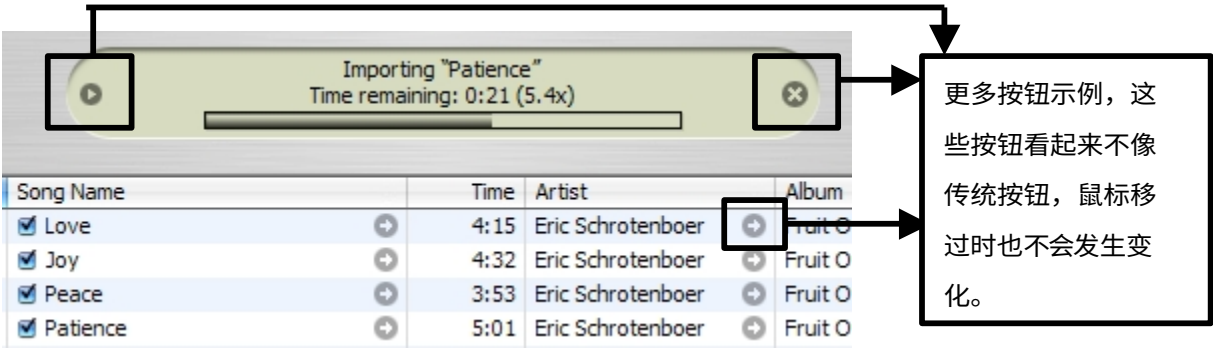 Importing “Patience”
Time remaining: 0:21 (5.4x)
更多按钮示例，这
些按钮看起来不像
传统按钮，鼠标移
过时也不会发生变
化。
Song Name Time Artist Album
Love 4:15 Eric Schrotenboer Fruit O
Joy 4:32 Eric Schrotenboer Fruit O
Peace 3:53 Eric Schrotenboer Fruit O
Patience 5:01 Eric Schrotenboer Fruit O